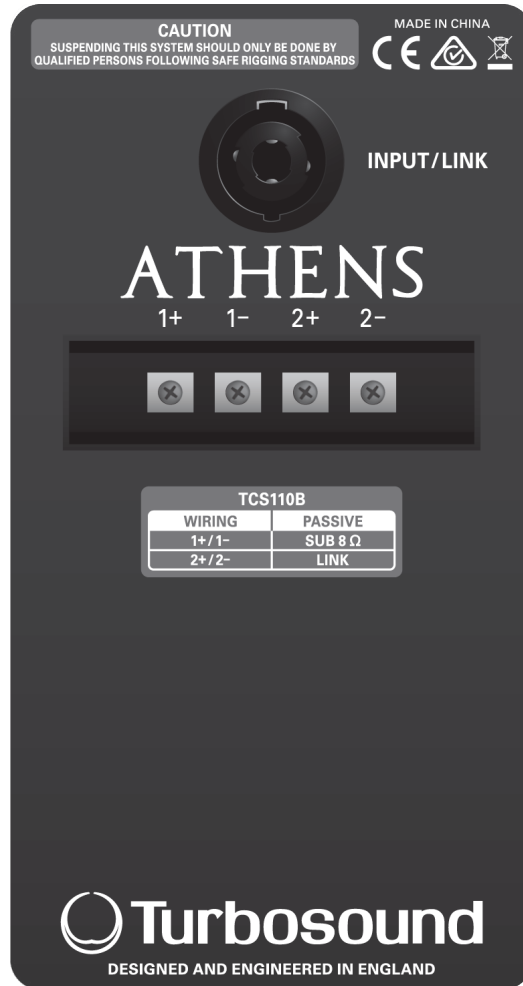 CAUTION
SUSPENDING THIS SYSTEM SHOULD ONLY BE DONE BY
QUALIFIED PERSONS FOLLOWING SAFE RIGGING STANDARDS
MADE IN CHINA
CE
INPUT/LINK
ATHENS
1+ 1− 2+ 2−
TCS110B
WIRING PASSIVE
1+/1− SUB 8 Ω
2+/2− LINK
Turbosound
DESIGNED AND ENGINEERED IN ENGLAND